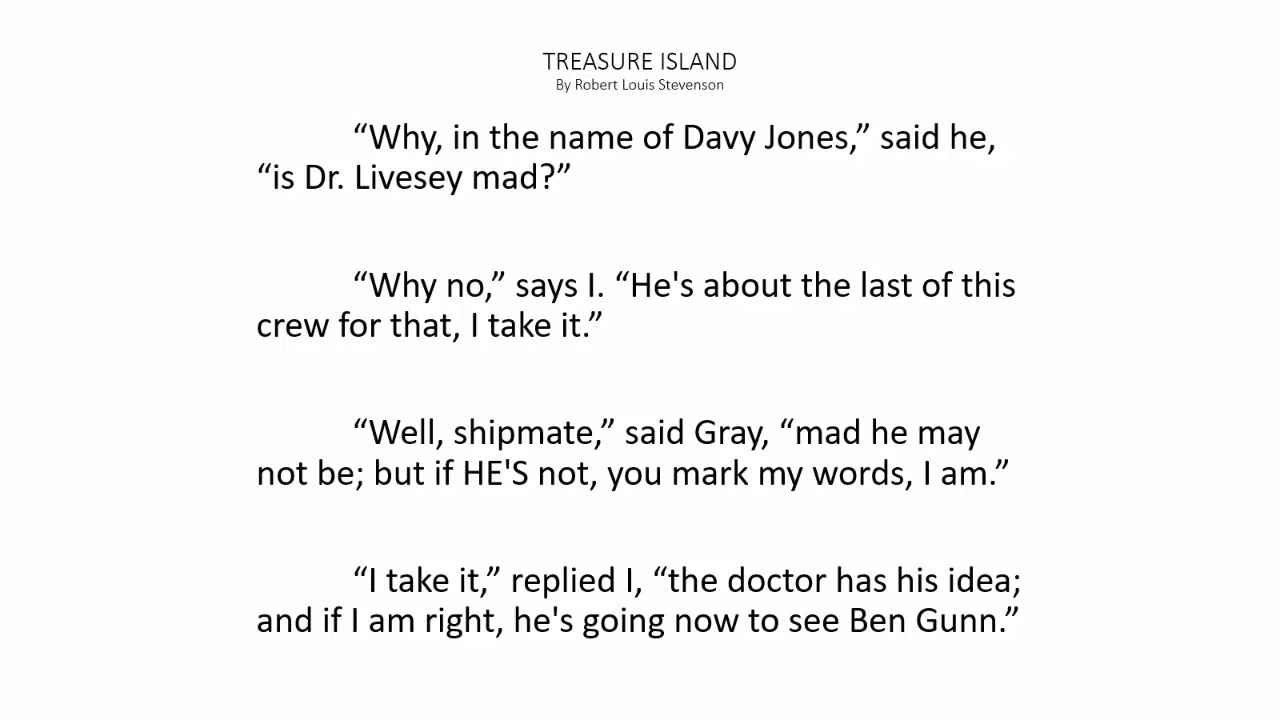 TREASURE ISLAND
By Robert Louis Stevenson
“Why, in the name of Davy Jones,” said he,
“is Dr. Livesey mad?”
“Why no,” says I. “He's about the last of this
crew for that, I take it.”
“Well, shipmate,” said Gray, “mad he may
not be; but if HE'S not, you mark my words, I am.”
“I take it,” replied I, “the doctor has his idea;
and if I am right, he's going now to see Ben Gunn.”